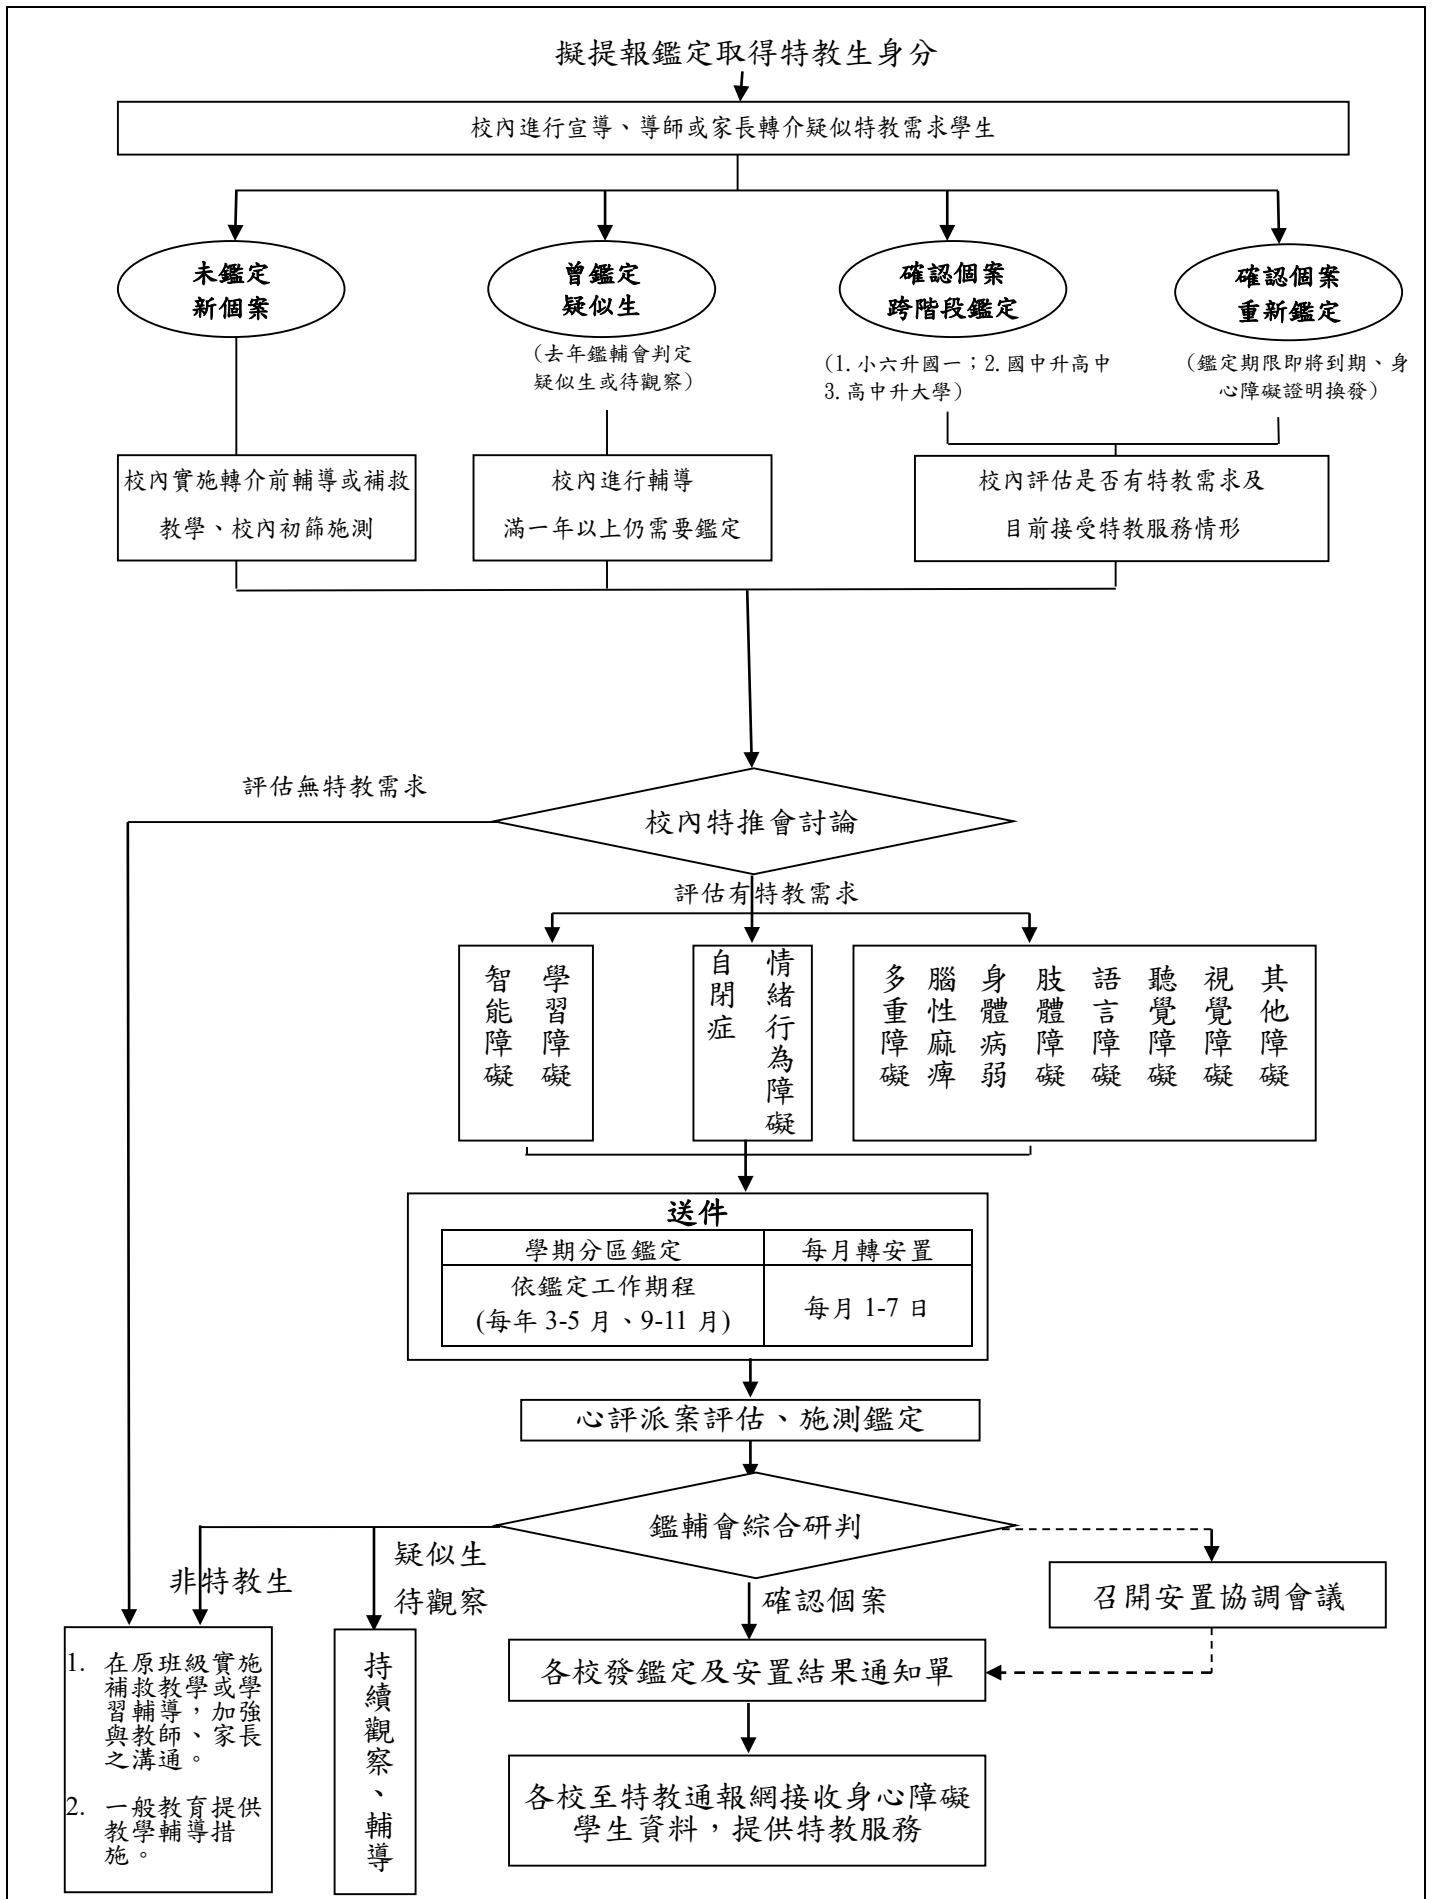 擬提報鑑定取得特教生身分
校內進行宣導、導師或家長轉介疑似特教需求學生
未鑑定
新個案
曾鑑定
疑似生
(去年鑑輔會判定
疑似生或待觀察)
確認個案
跨階段鑑定
(1.小六升國一；2.國中升高中
3.高中升大學)
確認個案
重新鑑定
(鑑定期限即將到期、身
心障礙證明換發)
校內實施轉介前輔導或補救
教學、校內初篩施測
校內進行輔導
滿一年以上仍需要鑑定
校內評估是否有特教需求及
目前接受特教服務情形
評估無特教需求
校內特推會討論
評估有特教需求
智能障礙
學習障礙
自閉症
情緒行為障礙
多重障礙
腦性麻痺
身體病弱
肢體障礙
語言障礙
聽覺障礙
視覺障礙
其他障礙
送件
學期分區鑑定
每月轉安置
依鑑定工作期程
(每年 3-5 月、9-11 月)
每月 1-7 日
心評派案評估、施測鑑定
鑑輔會綜合研判
非特教生
疑似生
待觀察
確認個案
召開安置協調會議
1. 在原班級實施
補救教學或學
習輔導，加強
與教師、家長
之溝通。
2. 一般教育提供
教學輔導措
施。
持續觀察、輔導
各校發鑑定及安置結果通知單
各校至特教通報網接收身心障礙
學生資料，提供特教服務